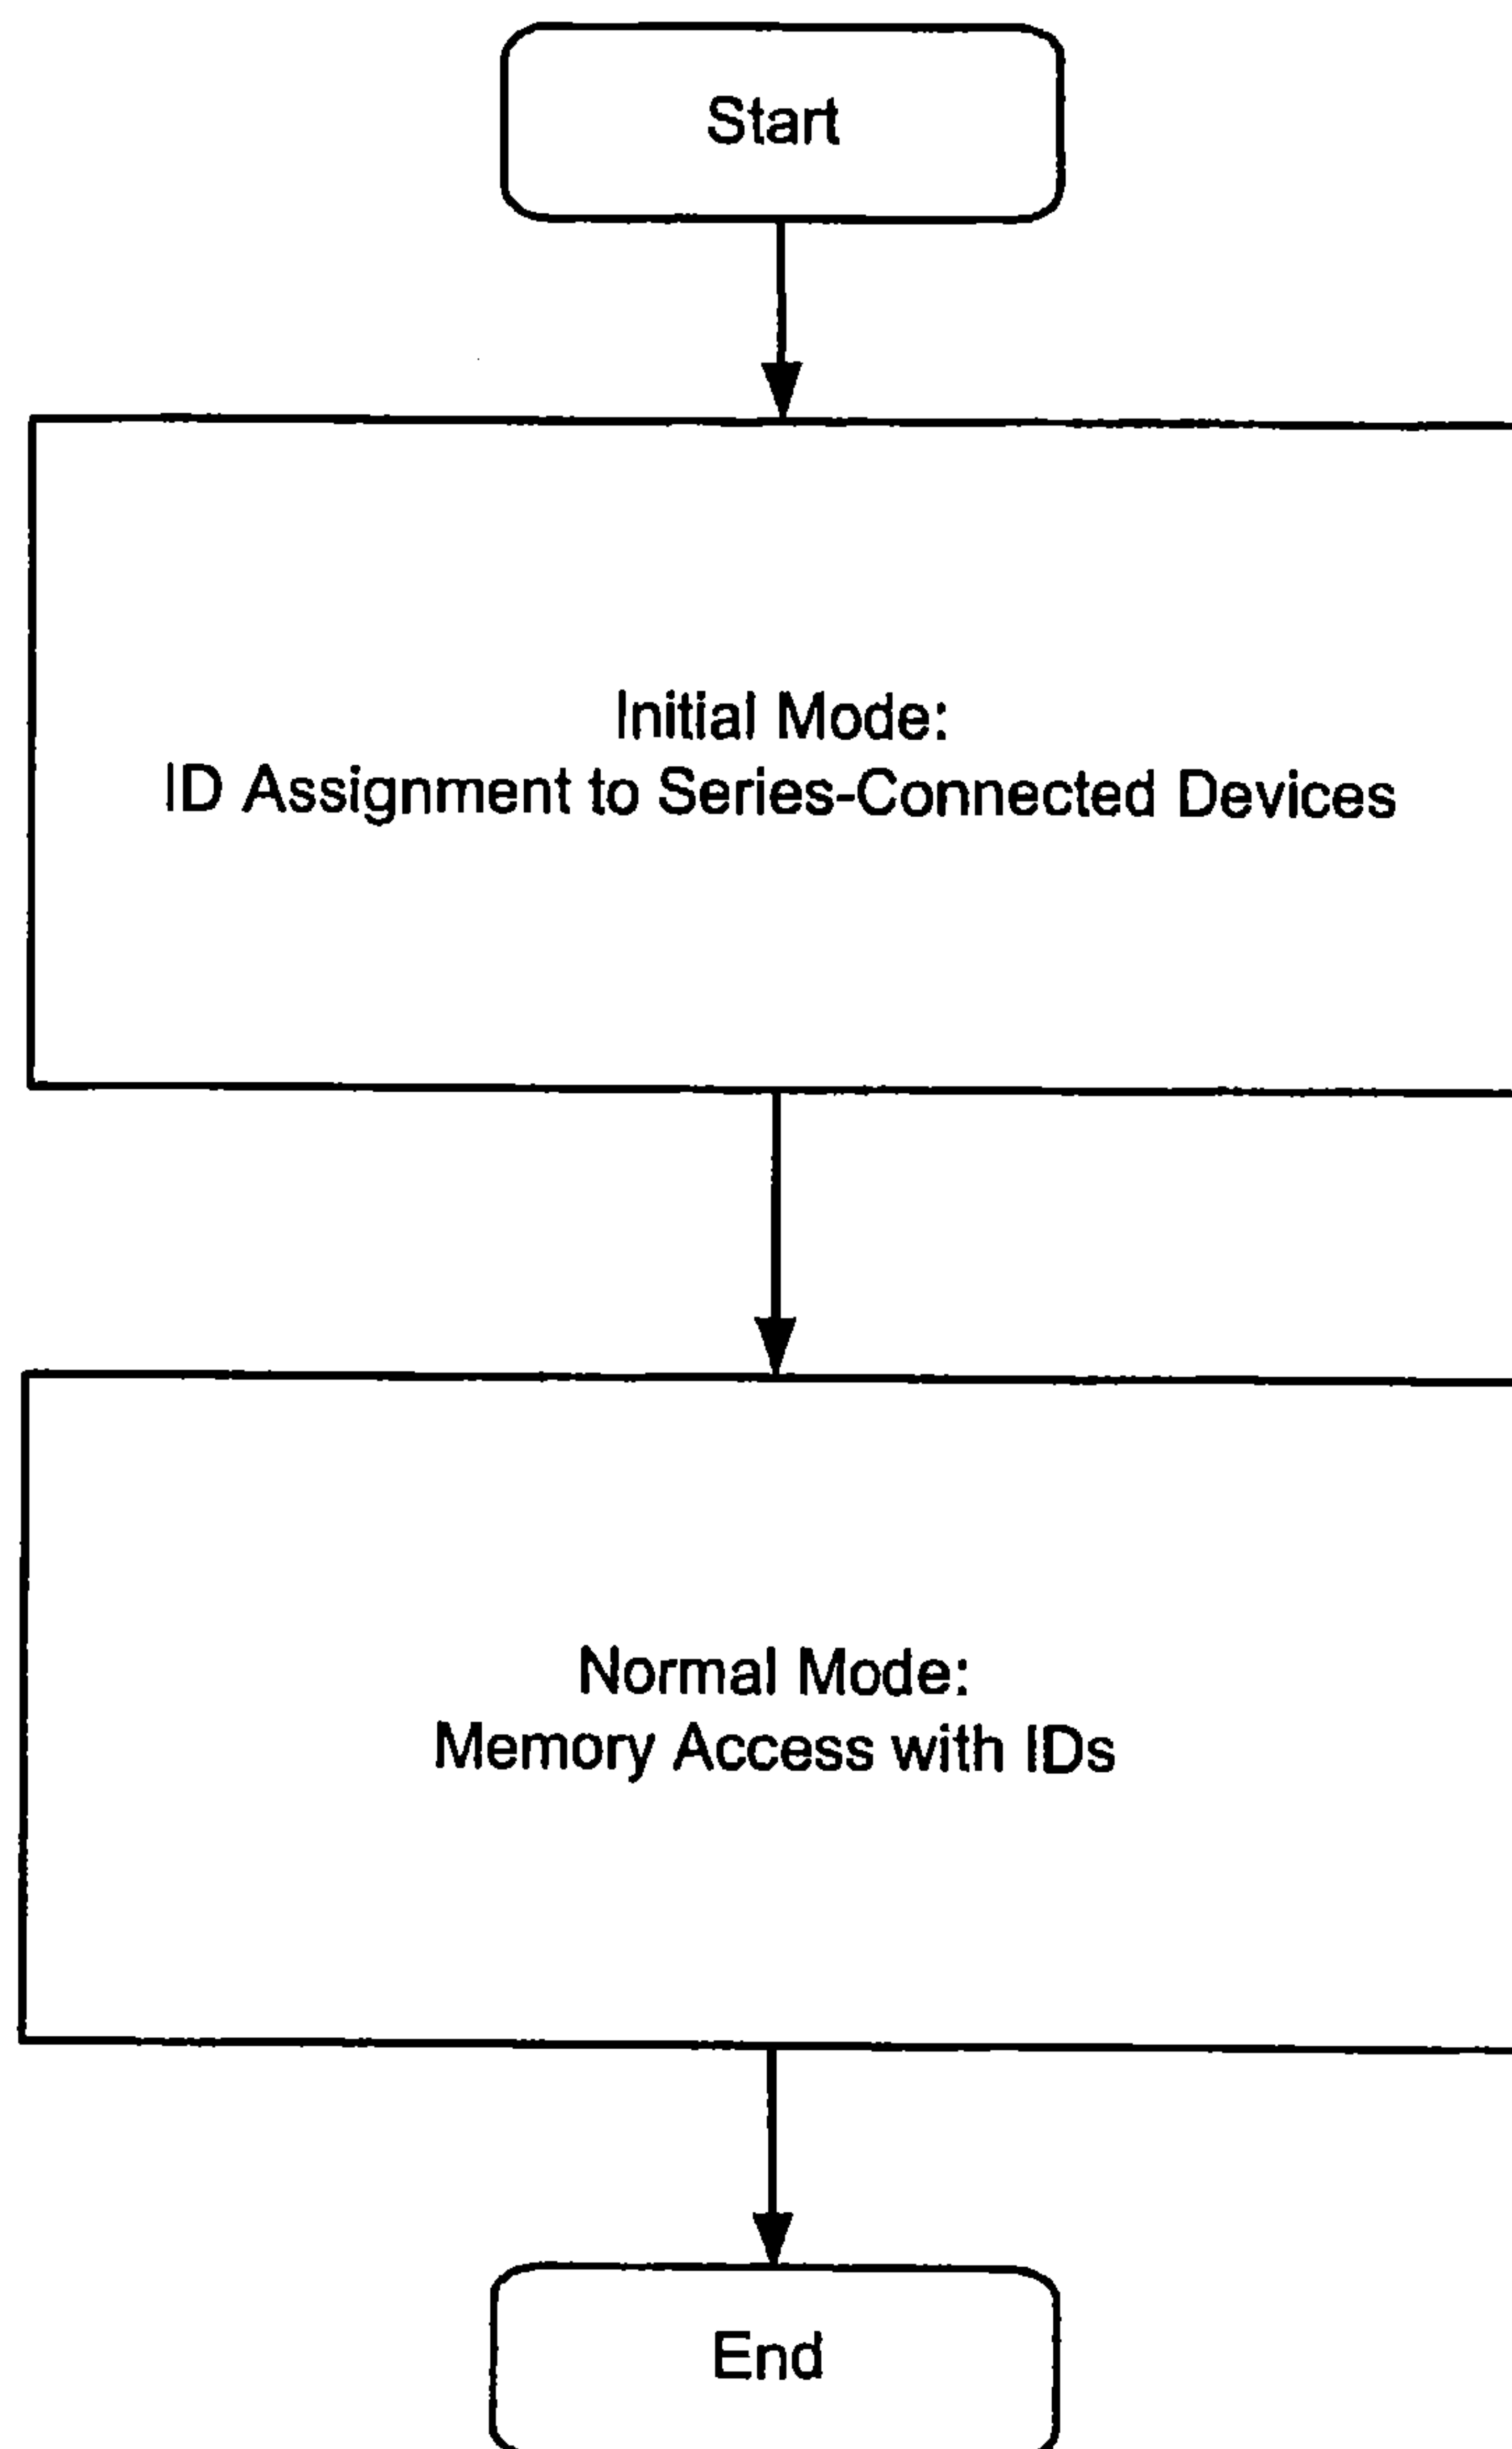 Start
Initial Mode:
ID Assignment to Series-Connected Devices
Normal Mode:
Memory Access with IDs
End